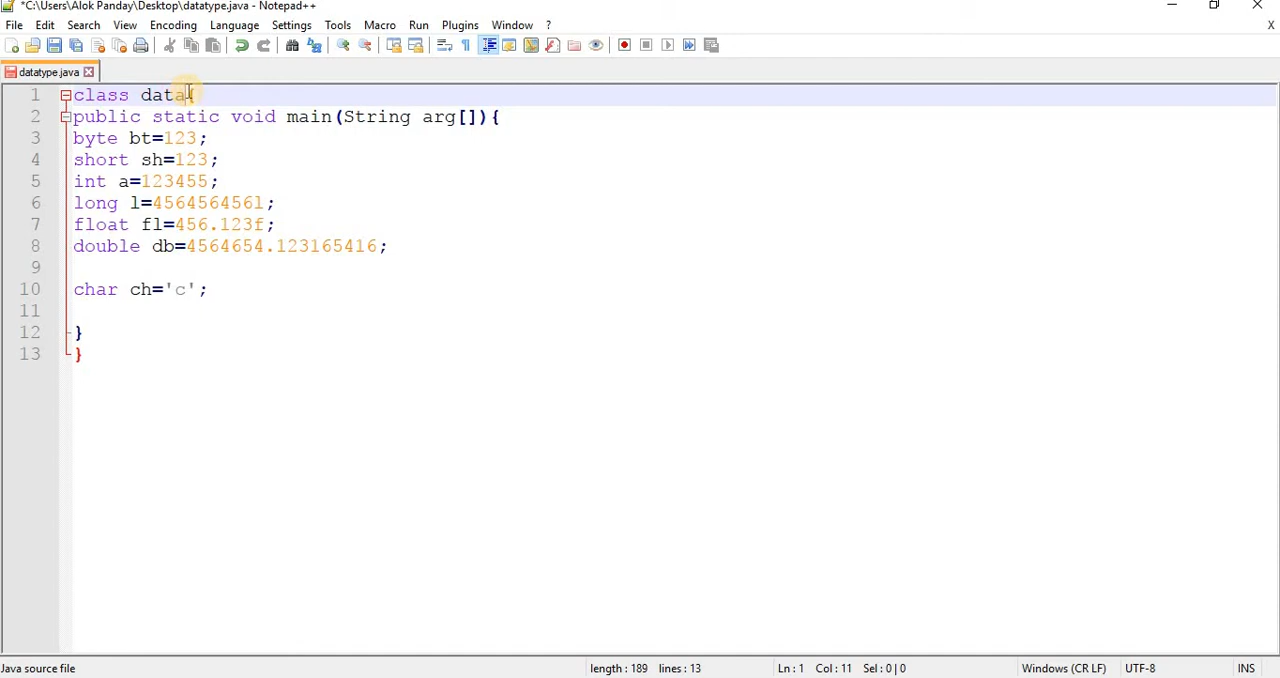 *C:\Users\Alok Panday\Desktop\datatype.java - Notepad++
File Edit Search View Encoding Language Settings Tools Macro Run Plugins Window ?
X
datatype.java
1 class data{
2 public static void main(String arg[]){
3 byte bt=123;
4 short sh=123;
5 int a=123455;
6 long l=456456456l;
7 float fl=456.123f;
8 double db=4564654.123165416;
9
10 char ch='c';
11
12 }
13 }
Java source file length : 189 lines : 13 Ln : 1 Col : 11 Sel : 0 | 0 Windows (CR LF) UTF-8 INS